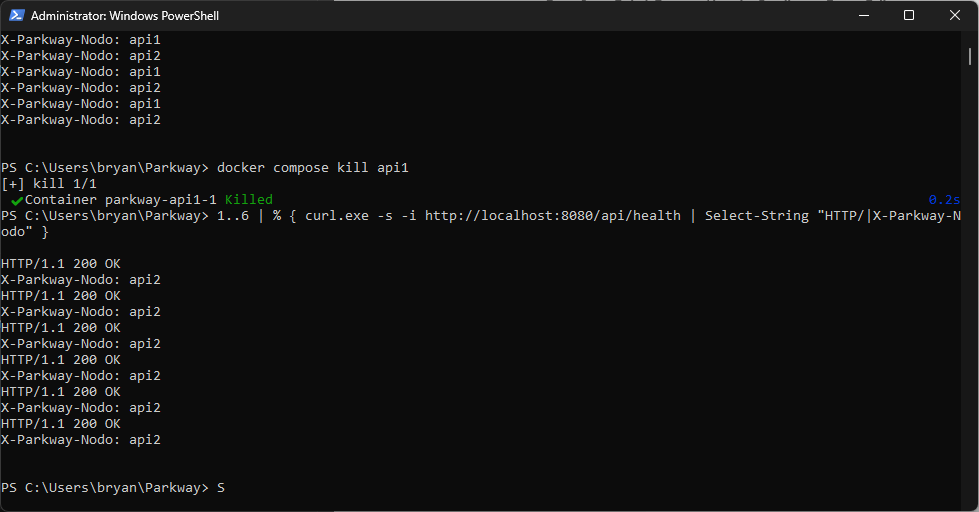 Administrator: Windows PowerShell
X-Parkway-Nodo: api1
X-Parkway-Nodo: api2
X-Parkway-Nodo: api1
X-Parkway-Nodo: api2
X-Parkway-Nodo: api1
X-Parkway-Nodo: api2
PS C:\Users\bryan\Parkway> docker compose kill api1
[+] kill 1/1
✔Container parkway-api1-1 Killed 0.2s
PS C:\Users\bryan\Parkway> 1..6 | % { curl.exe -s -i http://localhost:8080/api/health | Select-String "HTTP/|X-Parkway-N
odo" }
HTTP/1.1 200 OK
X-Parkway-Nodo: api2
HTTP/1.1 200 OK
X-Parkway-Nodo: api2
HTTP/1.1 200 OK
X-Parkway-Nodo: api2
HTTP/1.1 200 OK
X-Parkway-Nodo: api2
HTTP/1.1 200 OK
X-Parkway-Nodo: api2
HTTP/1.1 200 OK
X-Parkway-Nodo: api2
PS C:\Users\bryan\Parkway> S